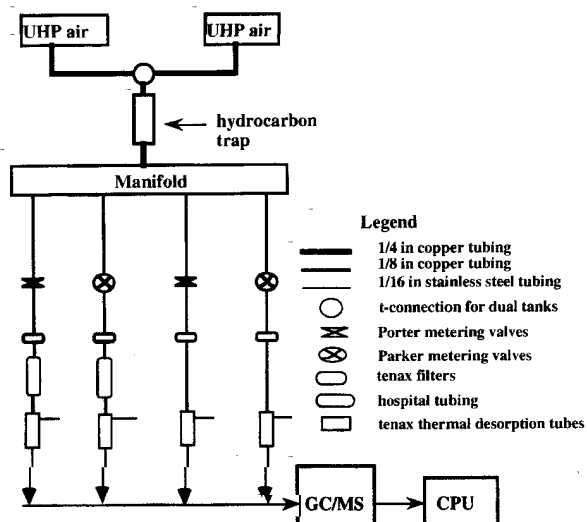 UHP air
UHP air
hydrocarbon
trap
Manifold
Legend
1/4 in copper tubing
1/8 in copper tubing
1/16 in stainless steel tubing
t-connection for dual tanks
Porter metering valves
Parker metering valves
tenax filters
hospital tubing
tenax thermal desorption tubes
GC/MS
CPU